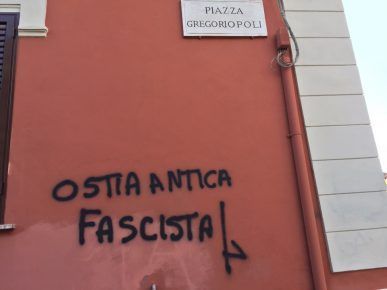 PIAZZA
GREGORIOPOLI
OSTIA ANTICA
FASCISTA